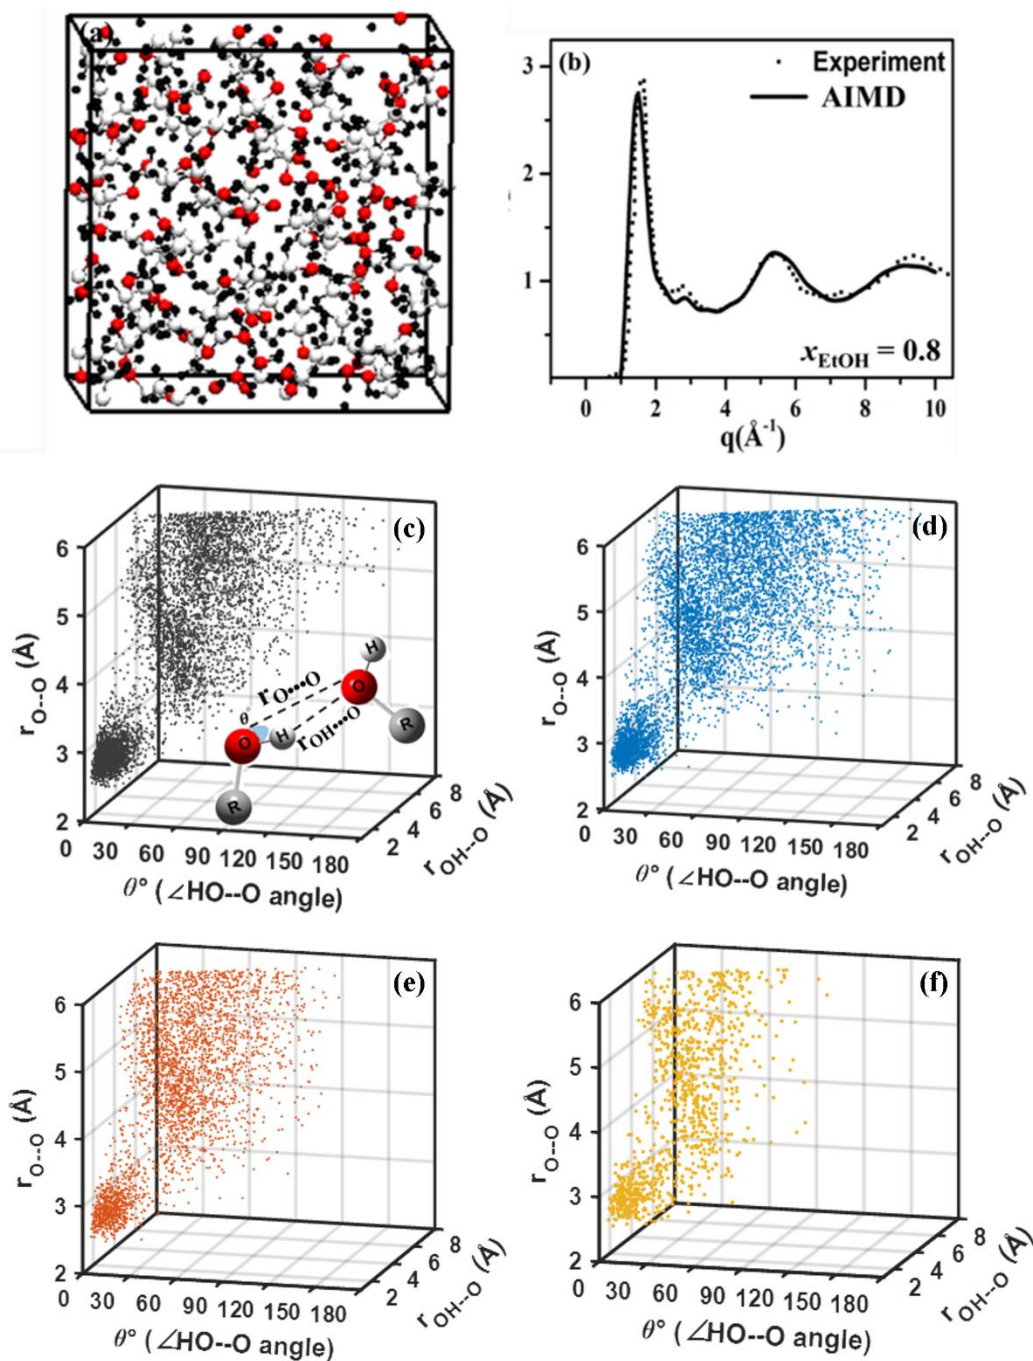 (a)
(b)
Experiment
AIMD
3
2
1
x_EtOH = 0.8
0 2 4 6 8 10
q(Å⁻¹)
(c)
6
5
4
3
2
r_O--O (Å)
0 30 60 90 120 150 180
θ° (∠HO--O angle)
2 4 6 8
r_OH--O (Å)
H
r_O•••O
O
θ°
r_OH•••O
R
O
H
R
(d)
6
5
4
3
2
r_O--O (Å)
0 30 60 90 120 150 180
θ° (∠HO--O angle)
2 4 6 8
r_OH--O (Å)
(e)
6
5
4
3
2
r_O--O (Å)
0 30 60 90 120 150 180
θ° (∠HO--O angle)
2 4 6 8
r_OH--O (Å)
(f)
6
5
4
3
2
r_O--O (Å)
0 30 60 90 120 150 180
θ° (∠HO--O angle)
2 4 6 8
r_OH--O (Å)